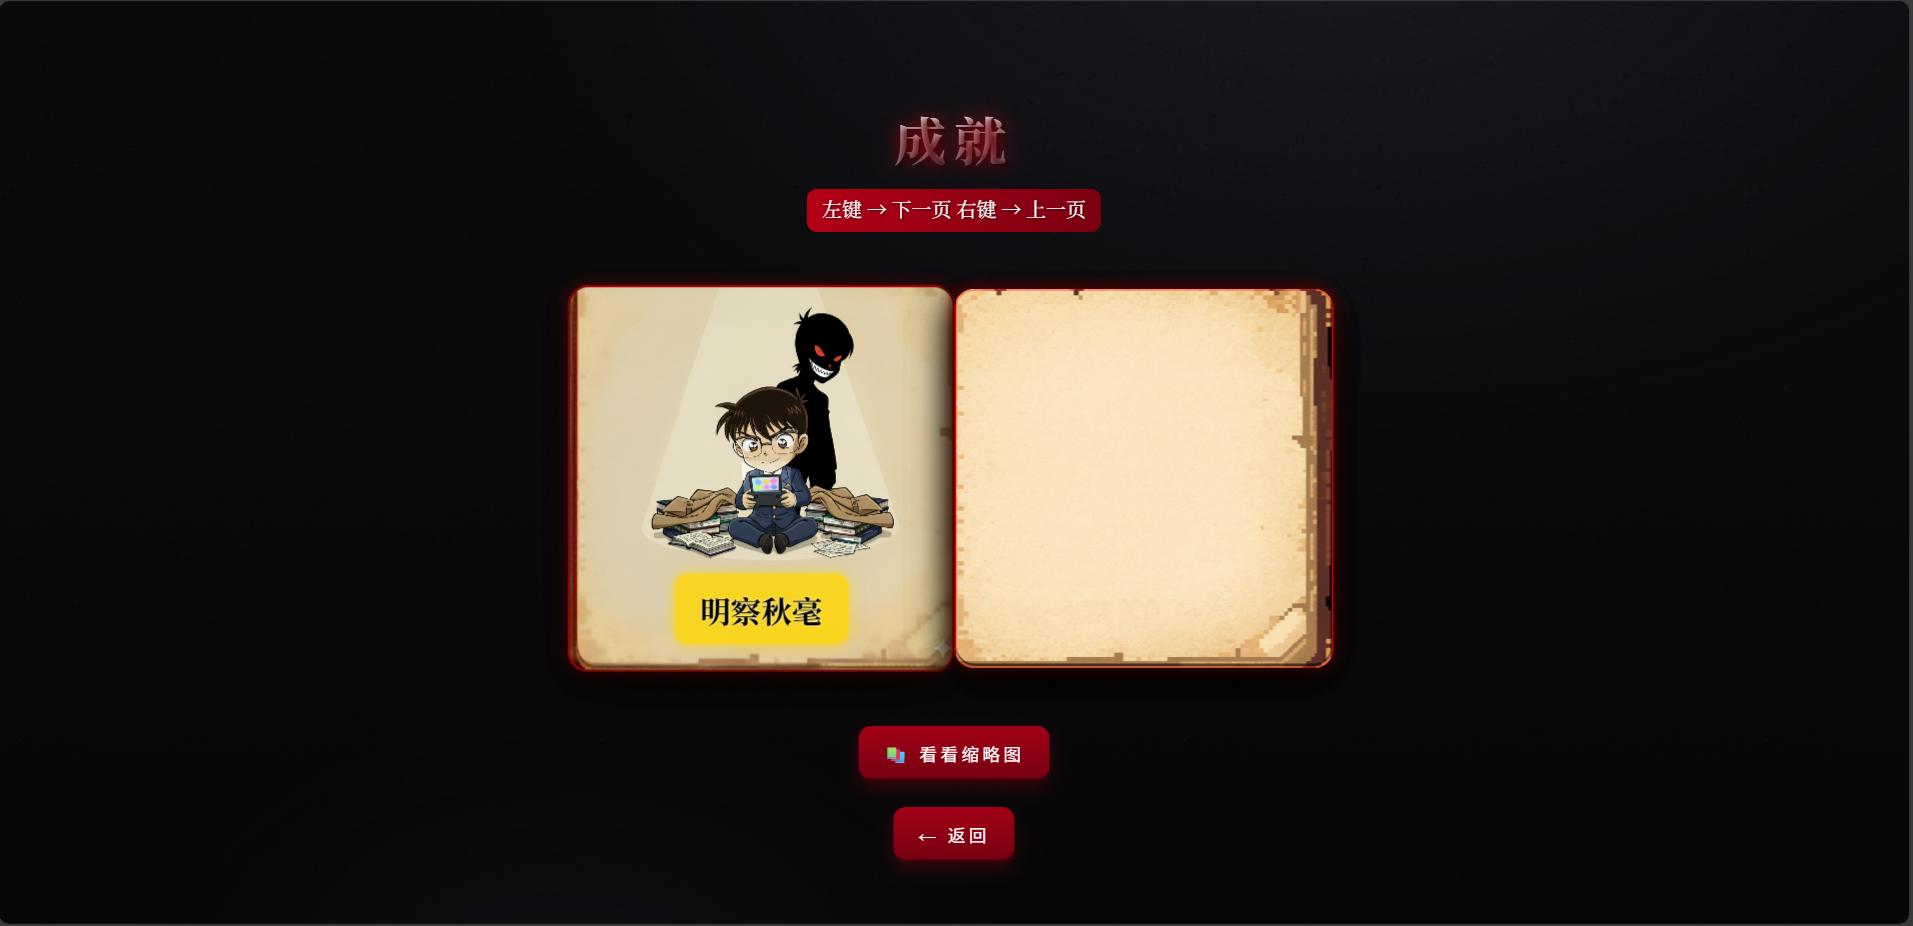 成就
左键 → 下一页 右键 → 上一页
明察秋毫
看看缩略图
← 返回